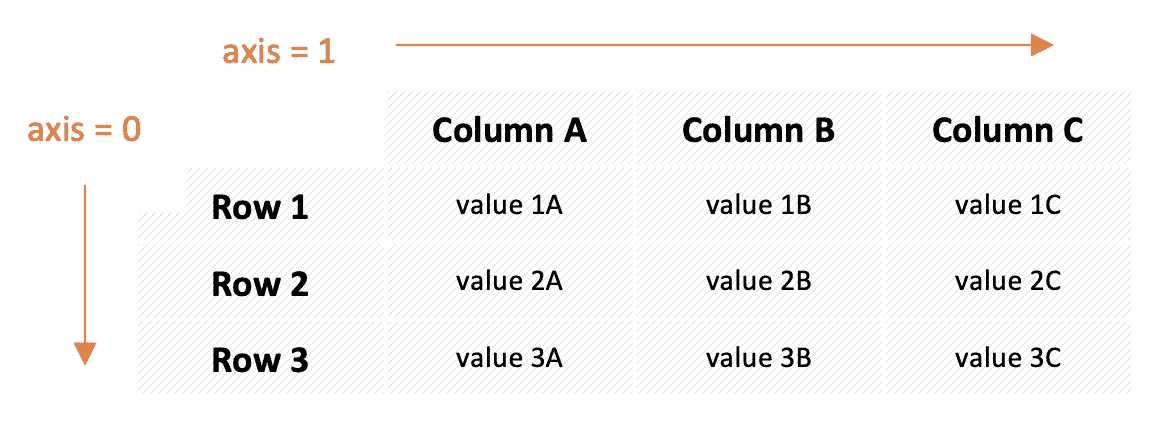 axis = 1
axis = 0
Column A Column B Column C
Row 1 value 1A value 1B value 1C
Row 2 value 2A value 2B value 2C
Row 3 value 3A value 3B value 3C